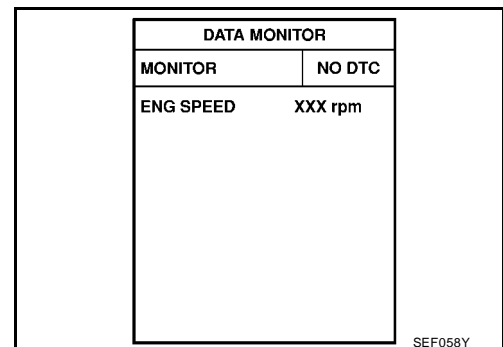 DATA MONITOR
MONITOR NO DTC
ENG SPEED XXX rpm
SEF058Y